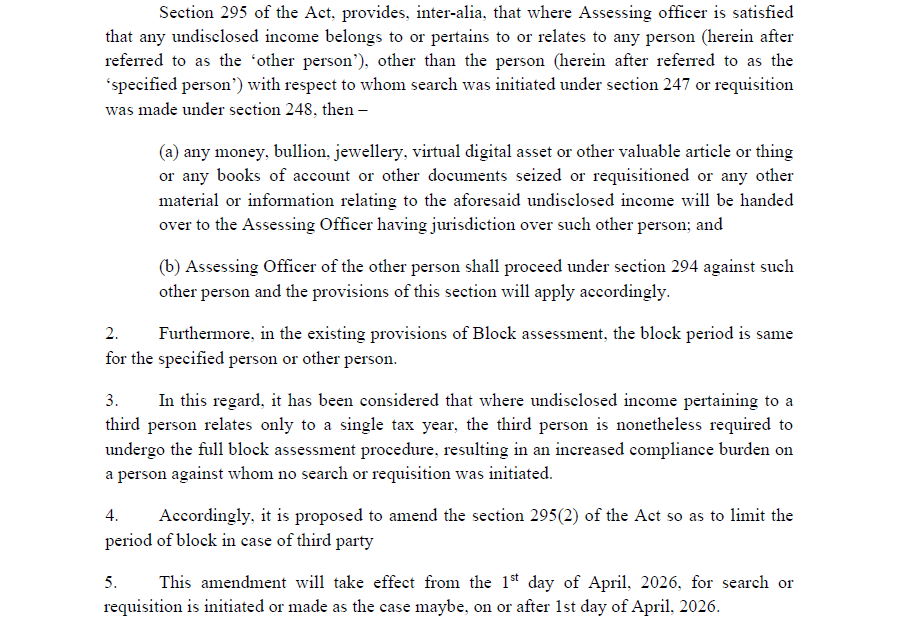 Section 295 of the Act, provides, inter-alia, that where Assessing officer is satisfied
that any undisclosed income belongs to or pertains to or relates to any person (herein after
referred to as the ‘other person’), other than the person (herein after referred to as the
‘specified person’) with respect to whom search was initiated under section 247 or requisition
was made under section 248, then –
(a) any money, bullion, jewellery, virtual digital asset or other valuable article or thing
or any books of account or other documents seized or requisitioned or any other
material or information relating to the aforesaid undisclosed income will be handed
over to the Assessing Officer having jurisdiction over such other person; and
(b) Assessing Officer of the other person shall proceed under section 294 against such
other person and the provisions of this section will apply accordingly.
2. Furthermore, in the existing provisions of Block assessment, the block period is same
for the specified person or other person.
3. In this regard, it has been considered that where undisclosed income pertaining to a
third person relates only to a single tax year, the third person is nonetheless required to
undergo the full block assessment procedure, resulting in an increased compliance burden on
a person against whom no search or requisition was initiated.
4. Accordingly, it is proposed to amend the section 295(2) of the Act so as to limit the
period of block in case of third party
5. This amendment will take effect from the 1st day of April, 2026, for search or
requisition is initiated or made as the case maybe, on or after 1st day of April, 2026.